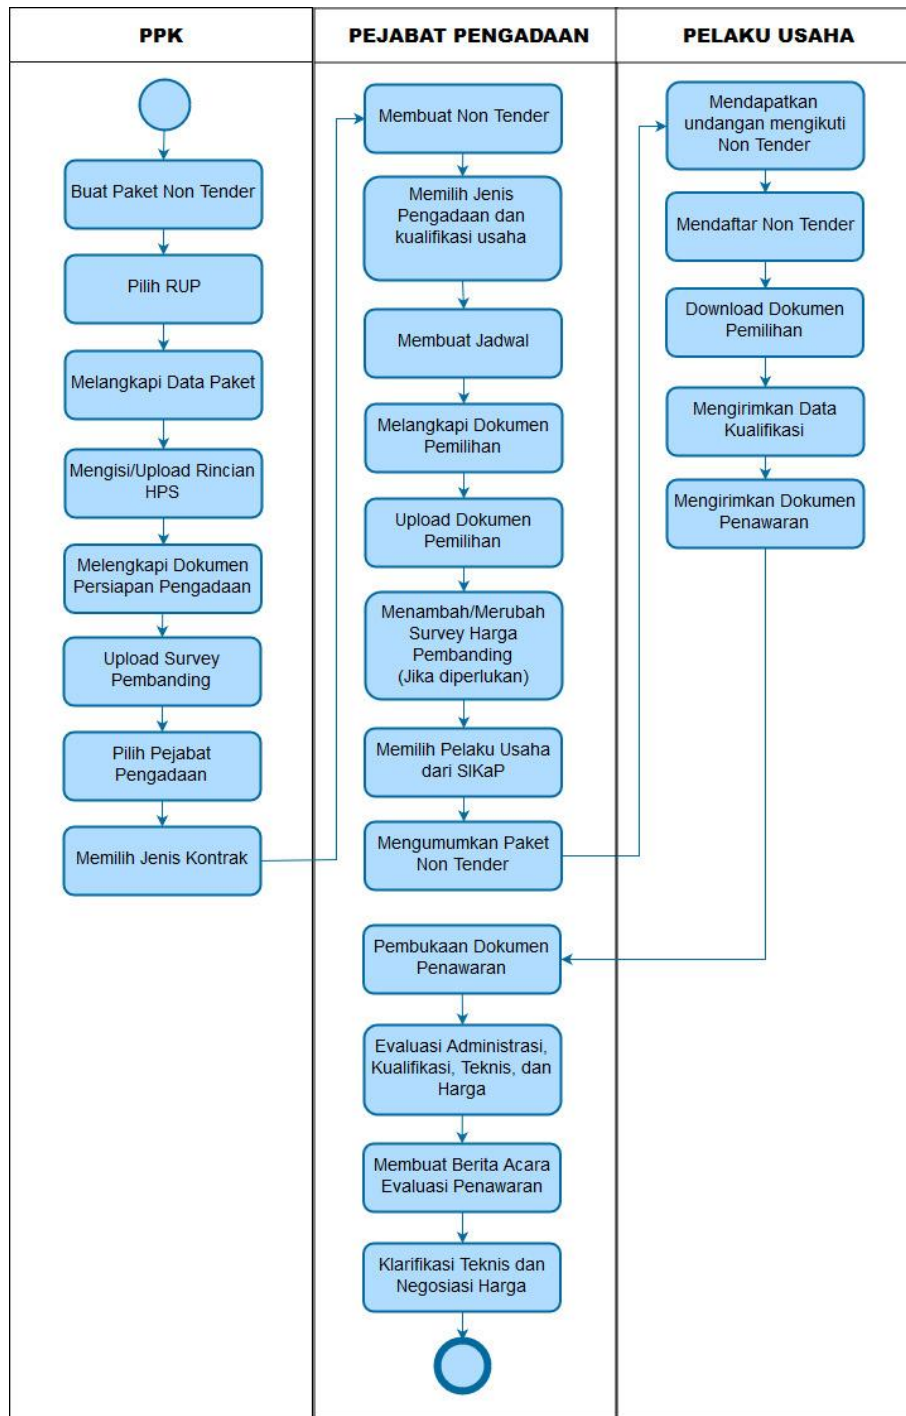 PPK
PEJABAT PENGADAAN
PELAKU USAHA
Buat Paket Non Tender
Pilih RUP
Melangkapi Data Paket
Mengisi/Upload Rincian
HPS
Melengkapi Dokumen
Persiapan Pengadaan
Upload Survey
Pembanding
Pilih Pejabat
Pengadaan
Memilih Jenis Kontrak
Membuat Non Tender
Memilih Jenis
Pengadaan dan
kualifikasi usaha
Membuat Jadwal
Melangkapi Dokumen
Pemilihan
Upload Dokumen
Pemilihan
Menambah/Merubah
Survey Harga
Pembanding
(Jika diperlukan)
Memilih Pelaku Usaha
dari SIKaP
Mengumumkan Paket
Non Tender
Mendapatkan
undangan mengikuti
Non Tender
Mendaftar Non Tender
Download Dokumen
Pemilihan
Mengirimkan Data
Kualifikasi
Mengirimkan Dokumen
Penawaran
Pembukaan Dokumen
Penawaran
Evaluasi Administrasi,
Kualifikasi, Teknis, dan
Harga
Membuat Berita Acara
Evaluasi Penawaran
Klarifikasi Teknis dan
Negosiasi Harga